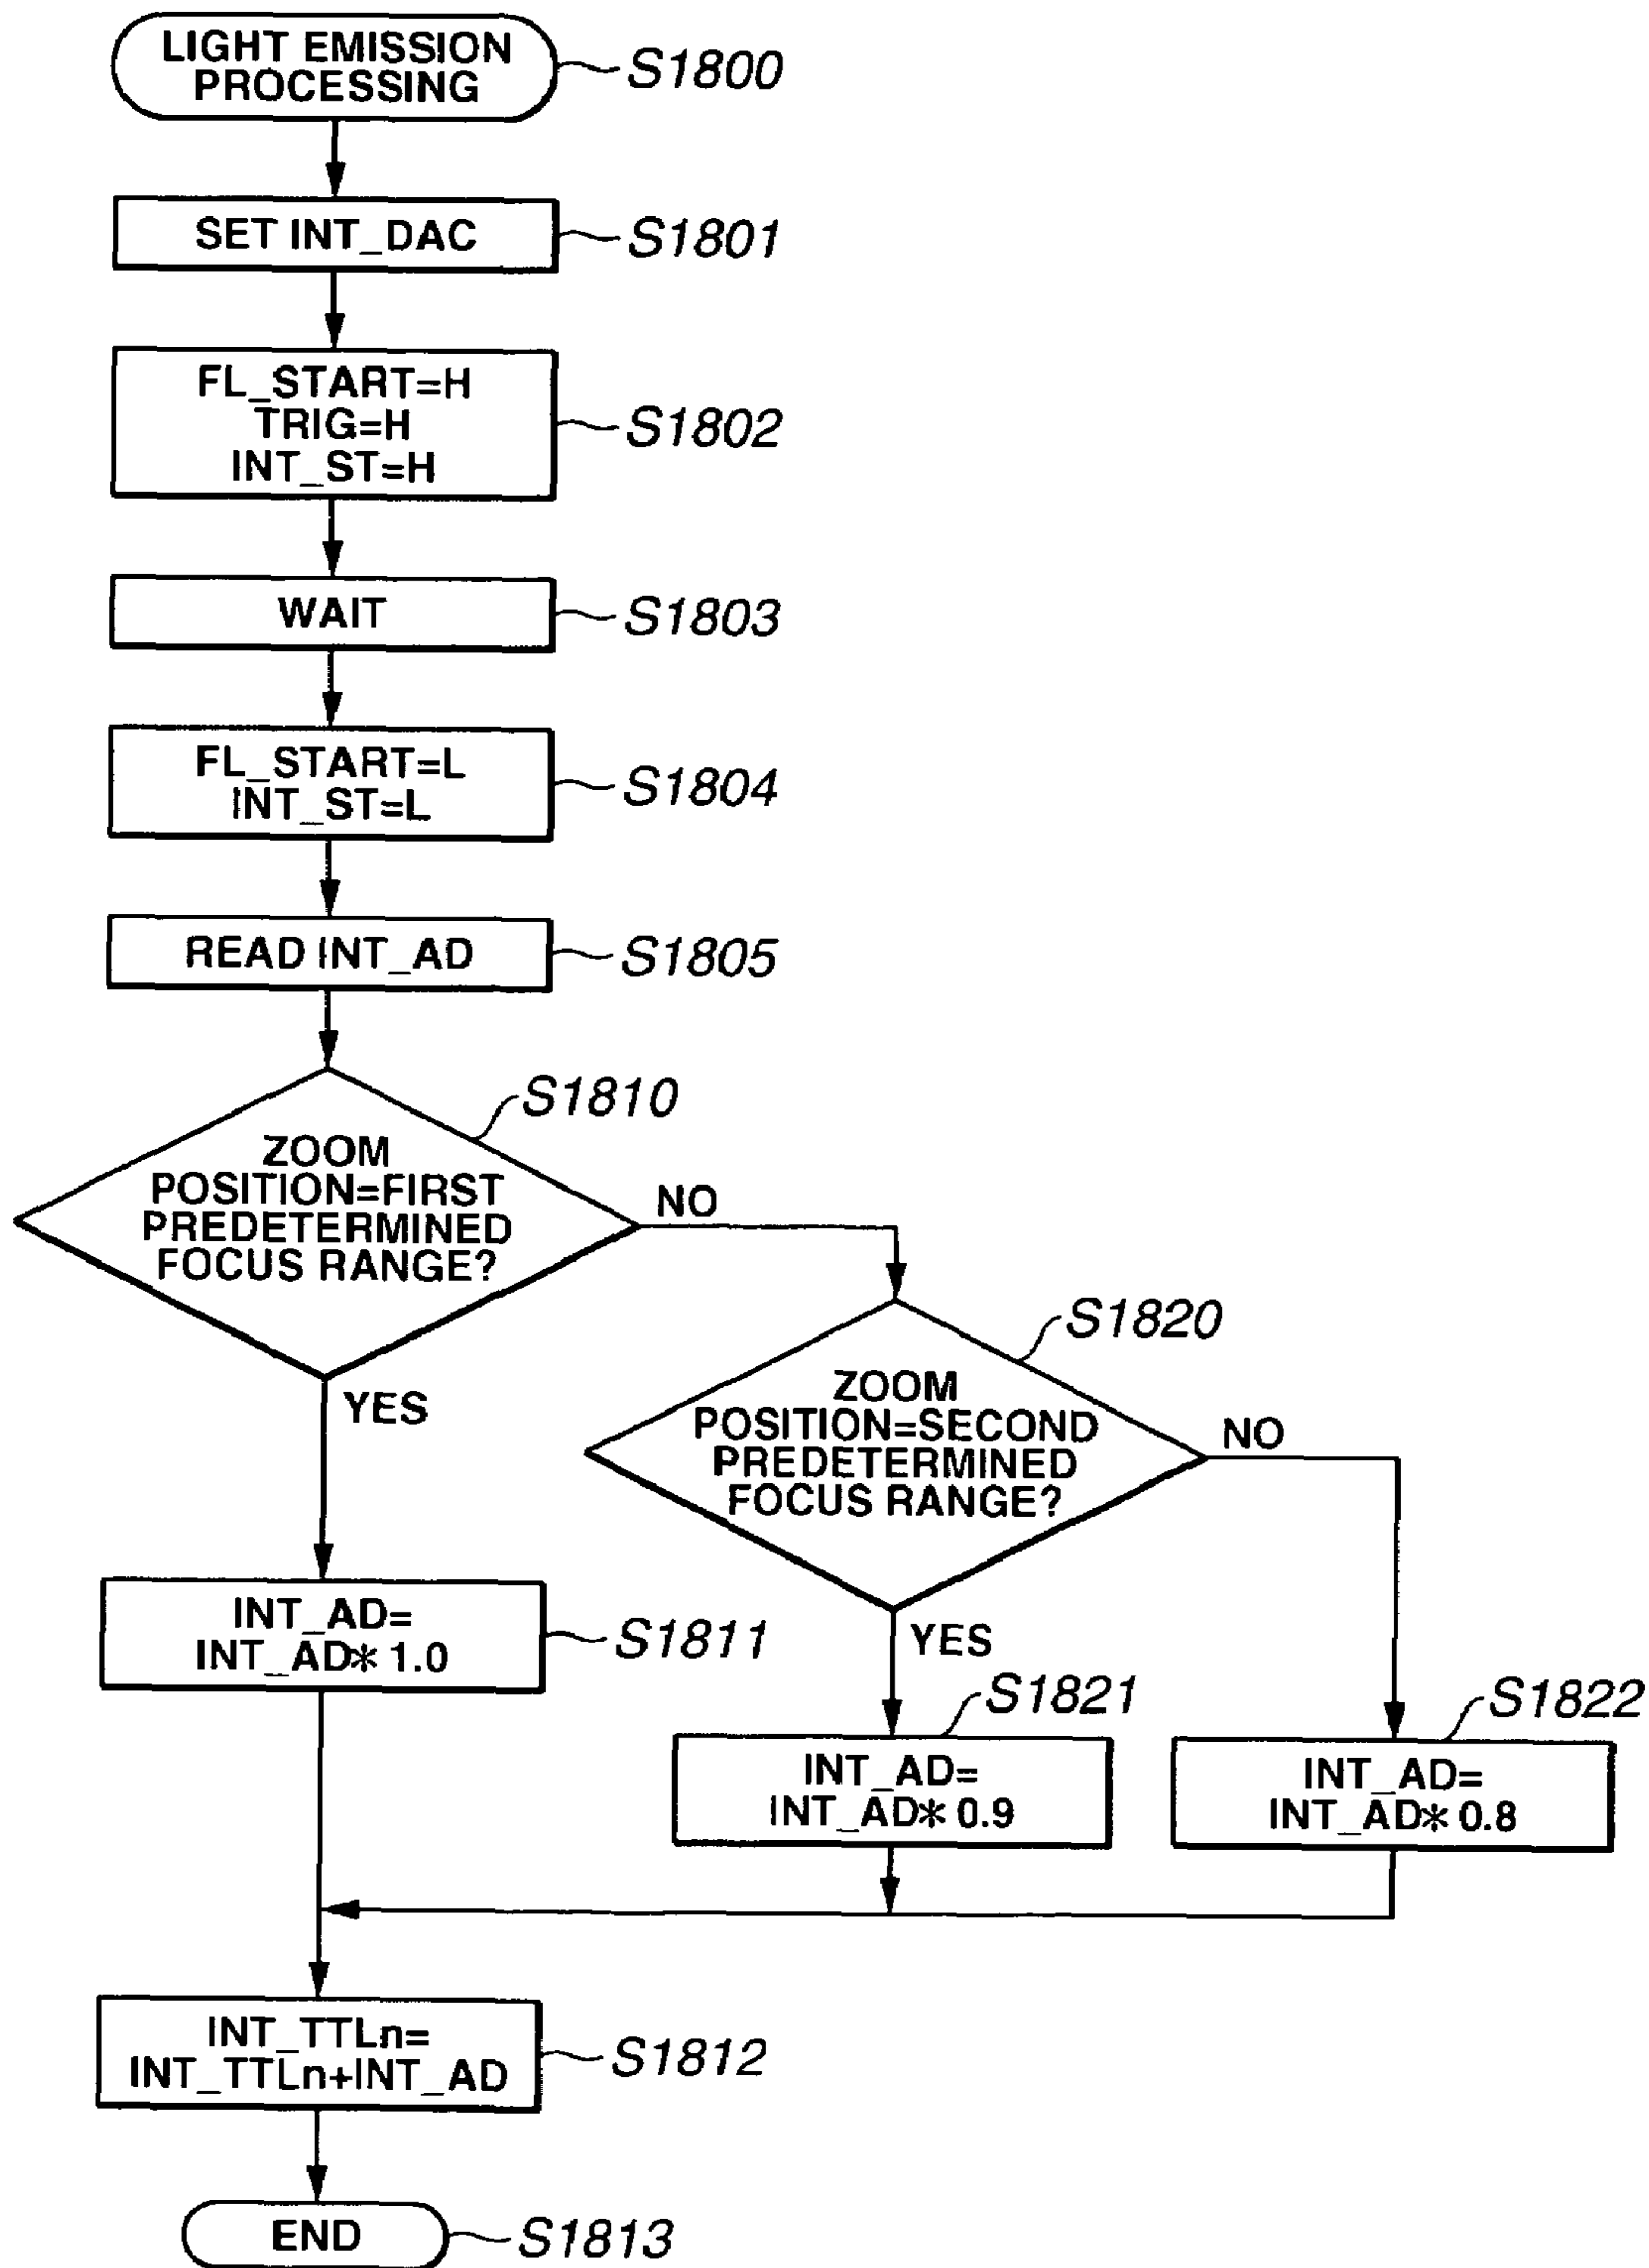 LIGHT EMISSION
PROCESSING
S1800
SET INT_DAC
S1801
FL_START=H
TRIG=H
INT_ST=H
S1802
WAIT
S1803
FL_START=L
INT_ST=L
S1804
READ INT_AD
S1805
S1810
ZOOM
POSITION=FIRST
PREDETERMINED
FOCUS RANGE?
NO
YES
S1820
ZOOM
POSITION=SECOND
PREDETERMINED
FOCUS RANGE?
NO
YES
INT_AD=
INT_AD* 1.0
S1811
S1821
INT_AD=
INT_AD* 0.9
S1822
INT_AD=
INT_AD* 0.8
INT_TTLn=
INT_TTLn+INT_AD
S1812
END
S1813